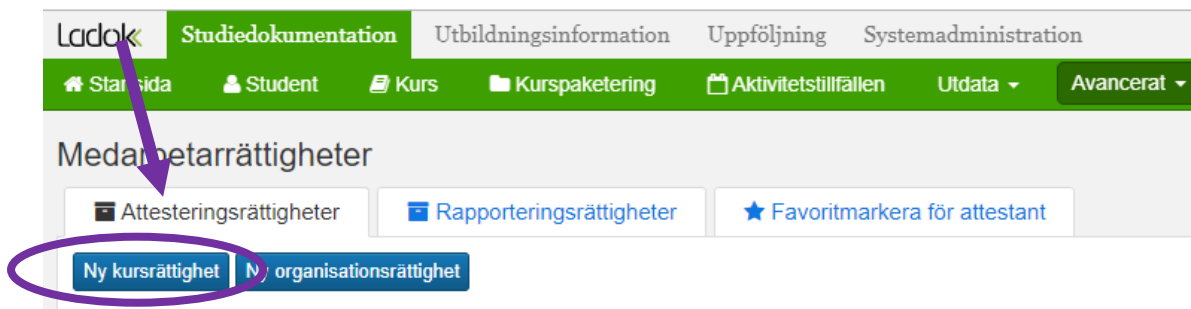 Ladok Studiedokumentation Utbildningsinformation Uppföljning Systemadministration
Startsida Student Kurs Kurspaketering Aktivitetstillfällen Utdata Avancerat
Medarbetarrättigheter
Attesteringsrättigheter Rapporteringsrättigheter Favoritmarkera för attestant
Ny kursrättighet Ny organisationsrättighet